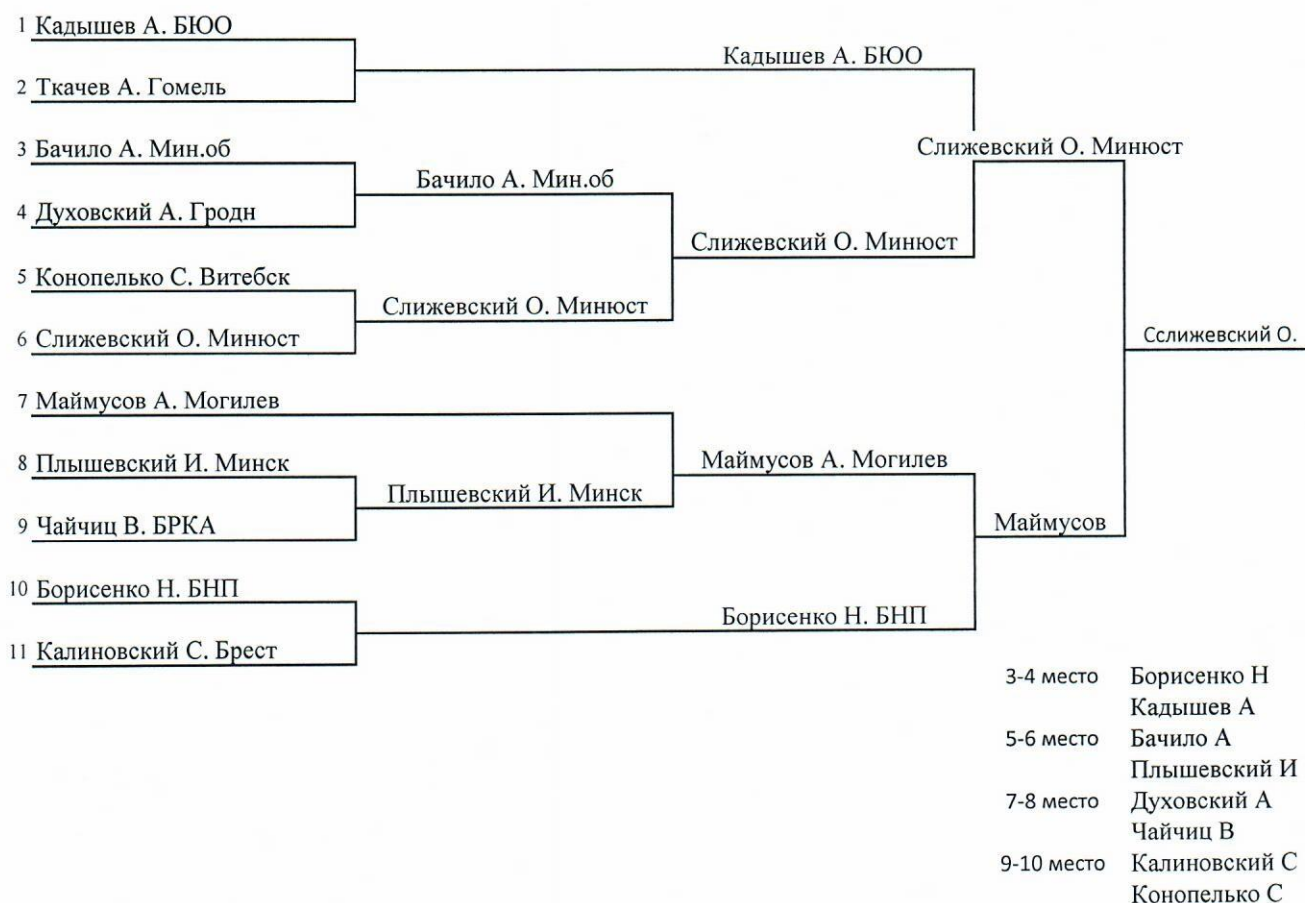 1 Кадышев А. БЮО
Кадышев А. БЮО
2 Ткачев А. Гомель
3 Бачило А. Мин.об
Слижевский О. Минюст
Бачило А. Мин.об
4 Духовский А. Гродн
Слижевский О. Минюст
5 Конопелько С. Витебск
Слижевский О. Минюст
6 Слижевский О. Минюст
Сслижевский О.
7 Маймусов А. Могилев
8 Плышевский И. Минск
Маймусов А. Могилев
Плышевский И. Минск
9 Чайчиц В. БРКА
Маймусов
10 Борисенко Н. БНП
Борисенко Н. БНП
11 Калиновский С. Брест
3-4 место Борисенко Н
Кадышев А
5-6 место Бачило А
Плышевский И
7-8 место Духовский А
Чайчиц В
9-10 место Калиновский С
Конопелько С